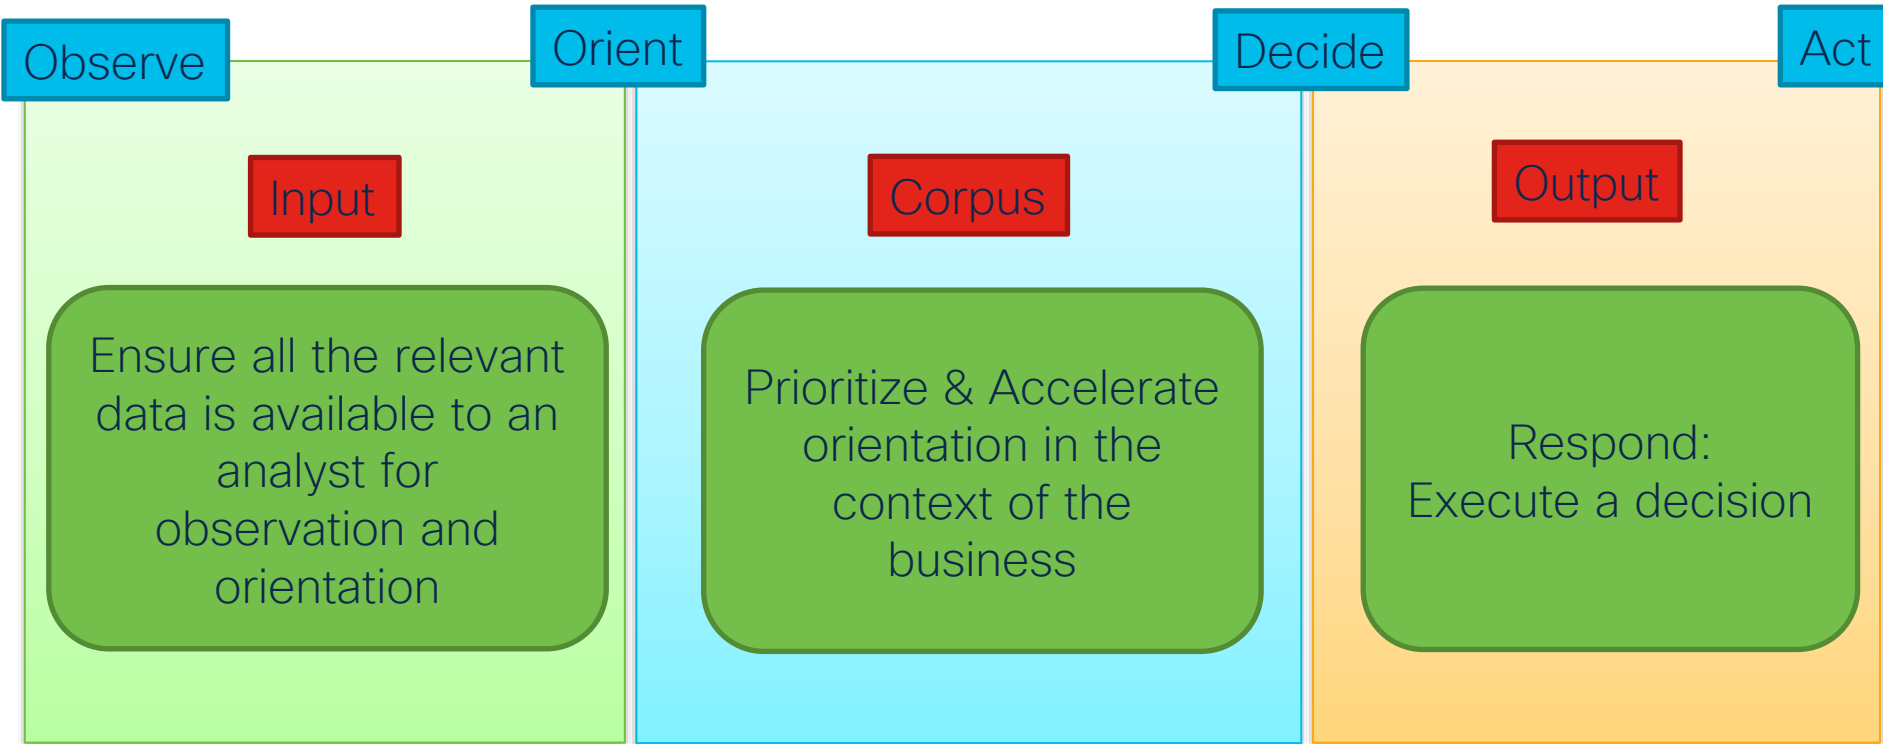 Observe
Orient
Decide
Act
Input
Corpus
Output
Ensure all the relevant
data is available to an
analyst for
observation and
orientation
Prioritize & Accelerate
orientation in the
context of the
business
Respond:
Execute a decision